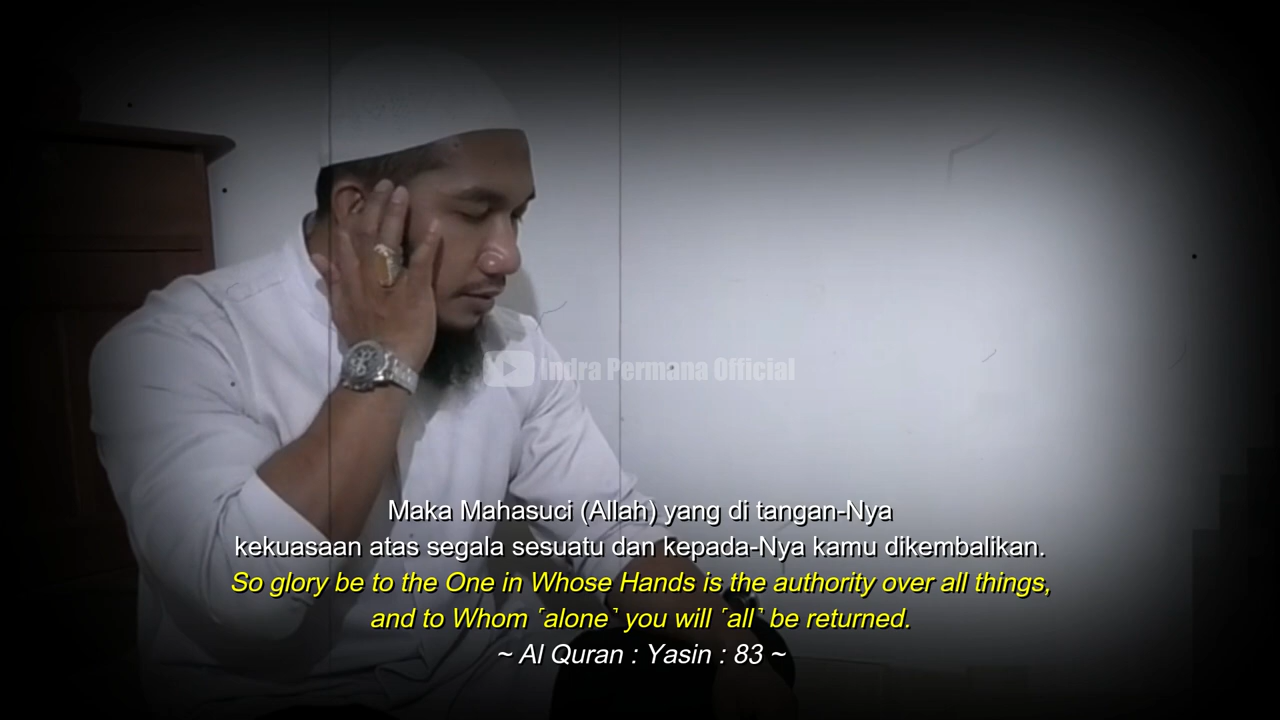 Indra Permana Official
Maka Mahasuci (Allah) yang di tangan-Nya
kekuasaan atas segala sesuatu dan kepada-Nya kamu dikembalikan.
So glory be to the One in Whose Hands is the authority over all things,
and to Whom ˹alone˺ you will ˹all˺ be returned.
~ Al Quran : Yasin : 83 ~